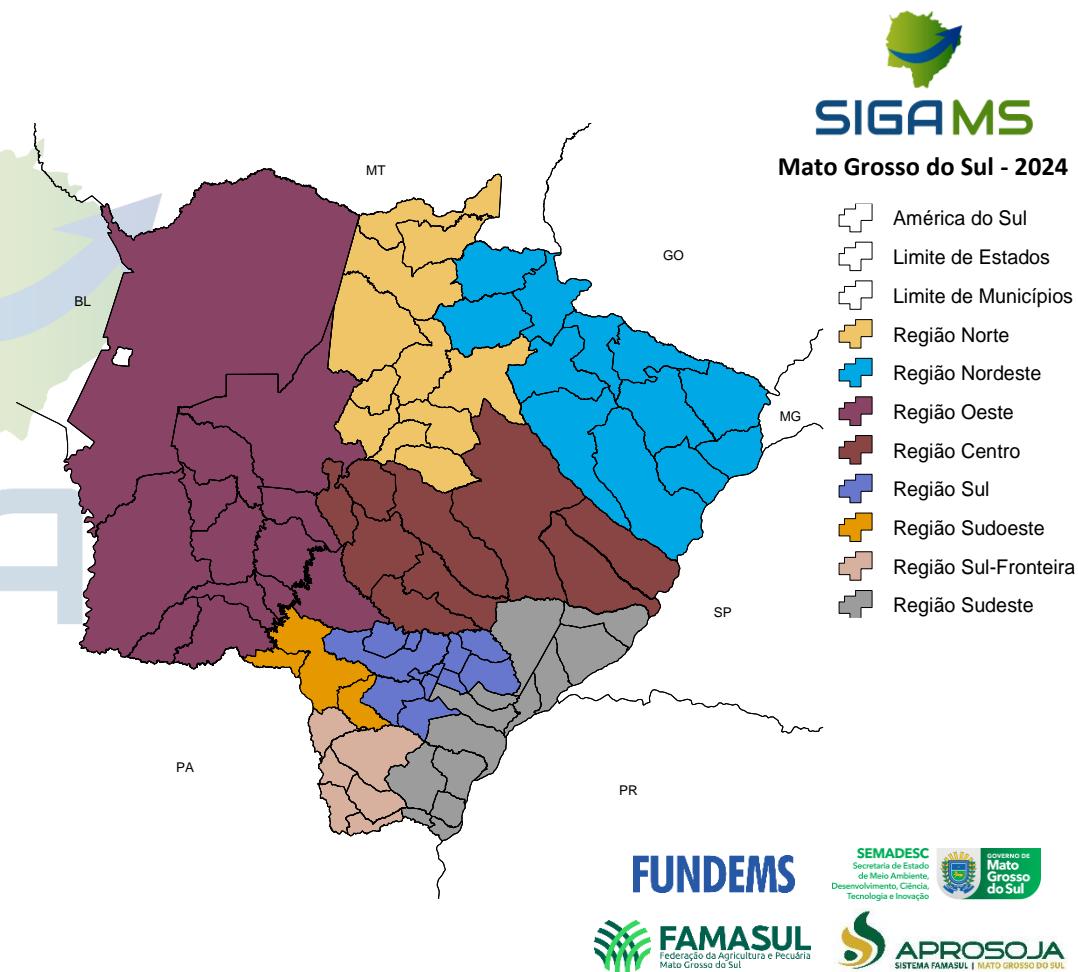 SIGAMS
Mato Grosso do Sul - 2024
América do Sul
Limite de Estados
Limite de Municípios
Região Norte
Região Nordeste
Região Oeste
Região Centro
Região Sul
Região Sudoeste
Região Sul-Fronteira
Região Sudeste
MT
GO
BL
MG
SP
PA
PR
FUNDEMS
SEMADESC
Secretaria de Estado
de Meio Ambiente,
Desenvolvimento, Ciência,
Tecnologia e Inovação
GOVERNO DE
Mato
Grosso
do Sul
FAMASUL
Federação da Agricultura e Pecuária
Mato Grosso do Sul
APROSOJA
SISTEMA FAMASUL | MATO GROSSO DO SUL